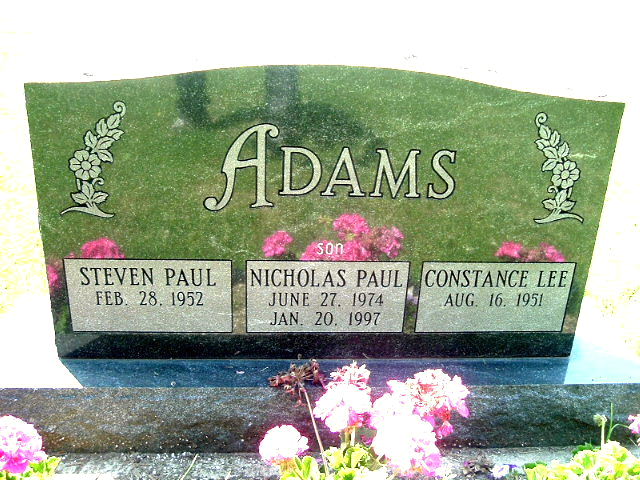 ADAMS
son
STEVEN PAUL
FEB. 28. 1952
NICHOLAS PAUL
JUNE 27. 1974
JAN. 20. 1997
CONSTANCE LEE
AUG. 16. 1951